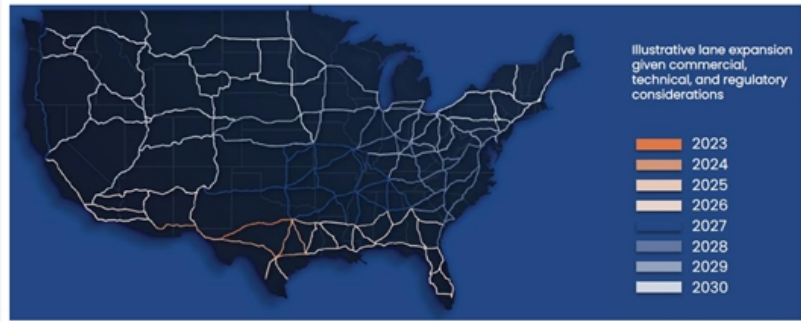 Illustrative lane expansion
given commercial,
technical, and regulatory
considerations
2023
2024
2025
2026
2027
2028
2029
2030